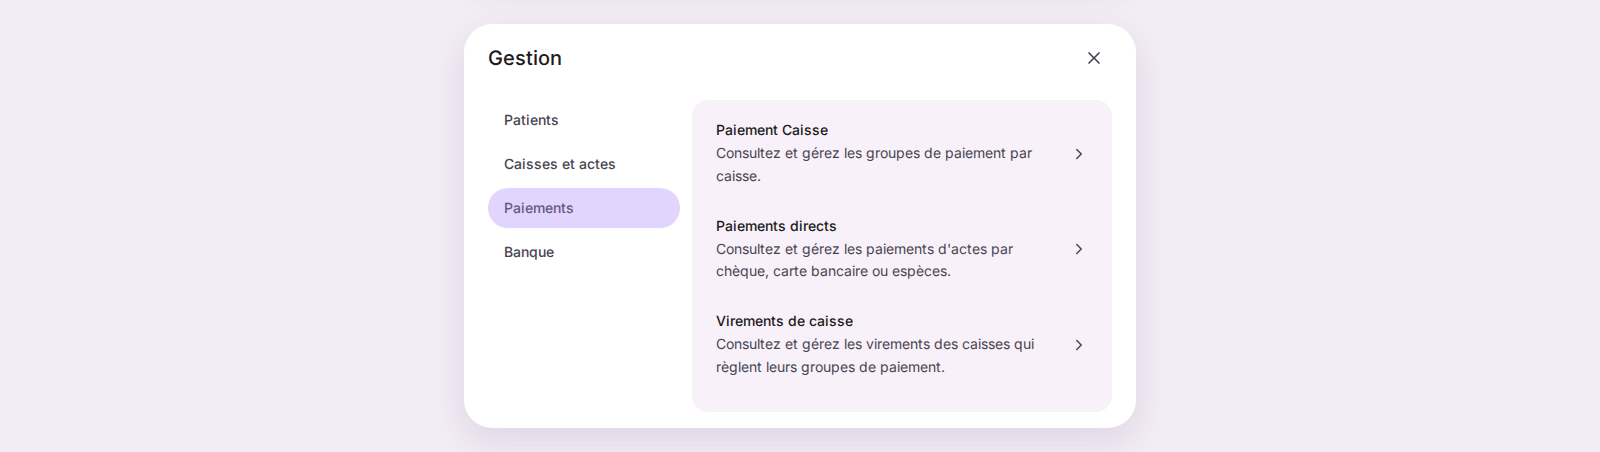 Gestion
Patients
Caisses et actes
Paiements
Banque
Paiement Caisse
Consultez et gérez les groupes de paiement par
caisse.
Paiements directs
Consultez et gérez les paiements d'actes par
chèque, carte bancaire ou espèces.
Virements de caisse
Consultez et gérez les virements des caisses qui
règlent leurs groupes de paiement.